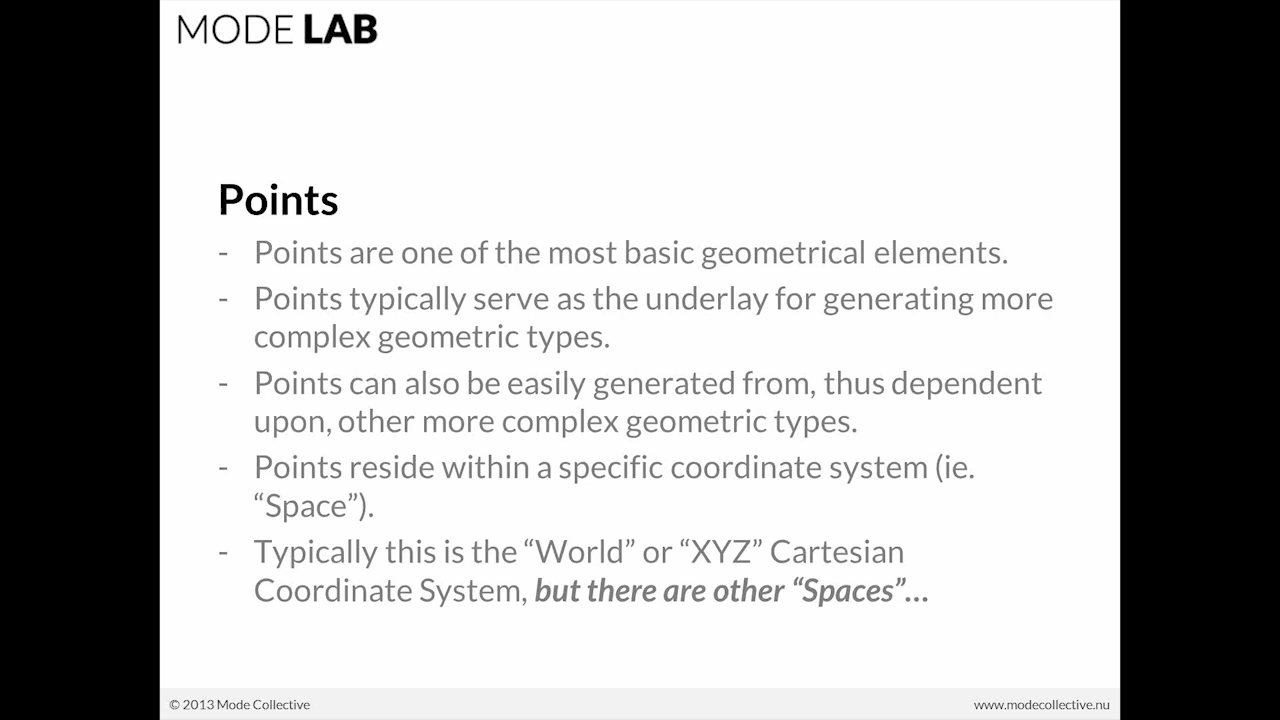 MODE LAB
Points
- Points are one of the most basic geometrical elements.
- Points typically serve as the underlay for generating more
complex geometric types.
- Points can also be easily generated from, thus dependent
upon, other more complex geometric types.
- Points reside within a specific coordinate system (ie.
“Space”).
- Typically this is the “World” or “XYZ” Cartesian
Coordinate System, but there are other “Spaces”...
© 2013 Mode Collective
www.modecollective.nu